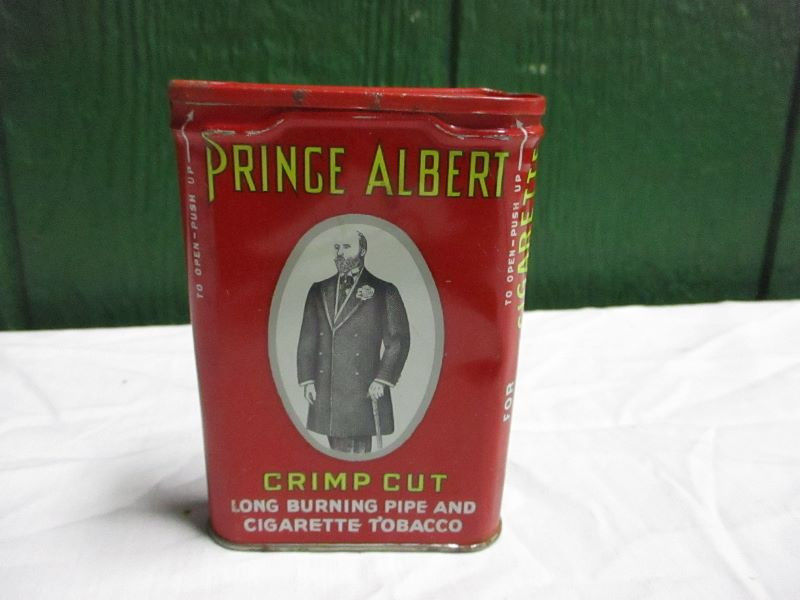 PRINCE ALBERT
TO OPEN-PUSH UP
TO OPEN-PUSH UP
FOR CIGARETTE
CRIMP CUT
LONG BURNING PIPE AND
CIGARETTE TOBACCO